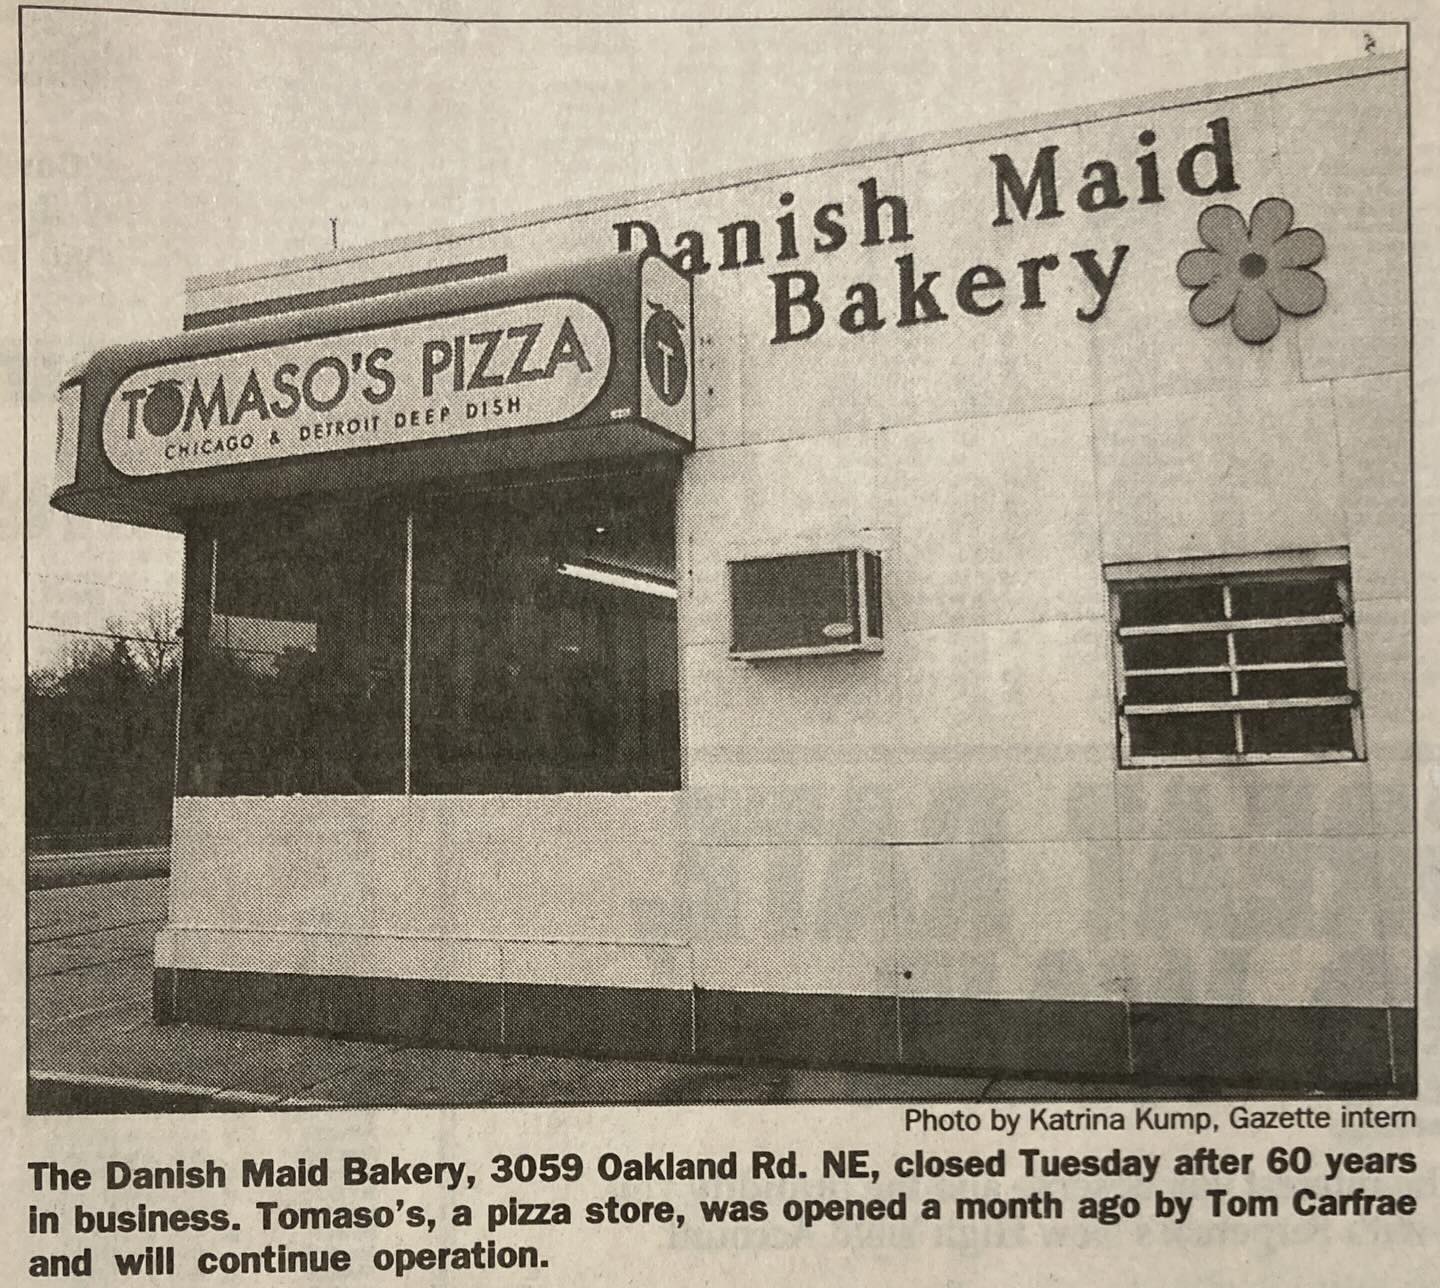 Danish Maid
Bakery
TOMASO'S PIZZA
CHICAGO & DETROIT DEEP DISH
T
Photo by Katrina Kump, Gazette intern
The Danish Maid Bakery, 3059 Oakland Rd. NE, closed Tuesday after 60 years
in business. Tomaso's, a pizza store, was opened a month ago by Tom Carfrae
and will continue operation.